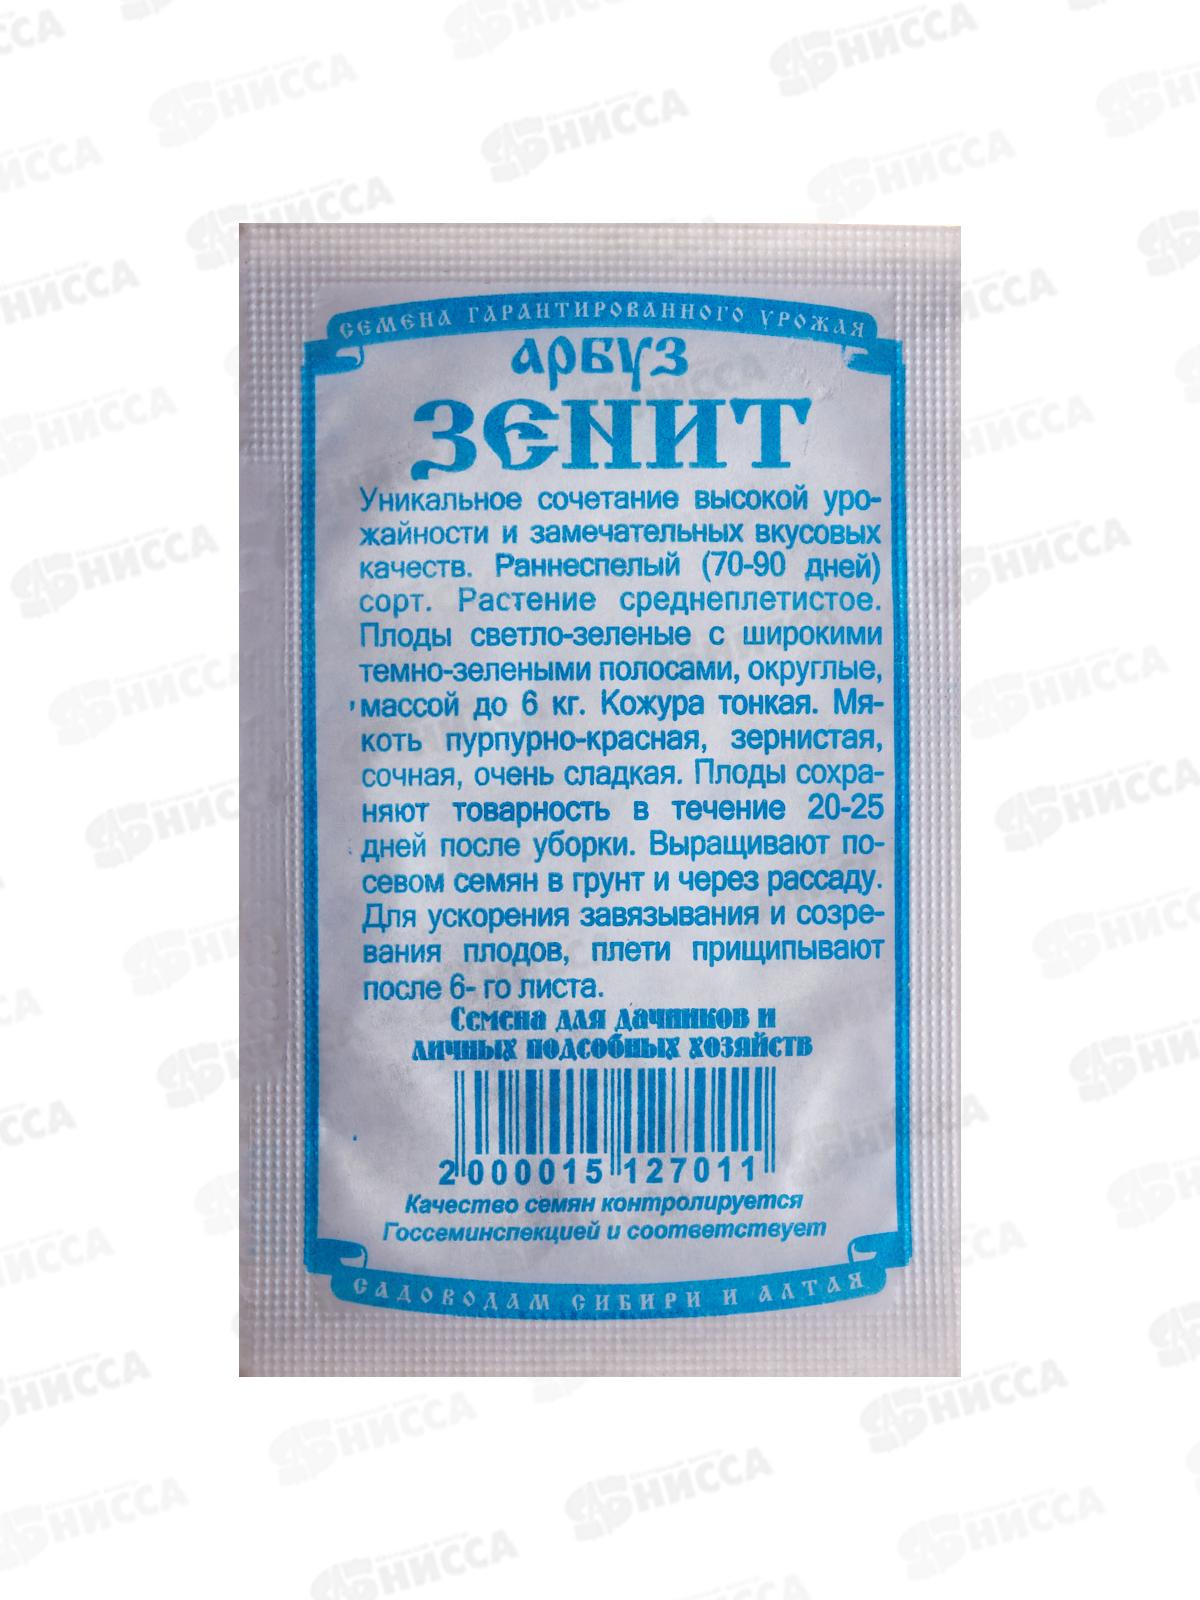 СЕМЕНА ГАРАНТИРОВАННОГО УРОЖАЯ
АРБУЗ
ЗЕНИТ
Уникальное сочетание высокой уро-
жайности и замечательных вкусовых
качеств. Раннеспелый (70-90 дней)
сорт. Растение среднеплетистое.
Плоды светло-зеленые с широкими
темно-зелеными полосами, округлые,
массой до 6 кг. Кожура тонкая. Мя-
коть пурпурно-красная, зернистая,
сочная, очень сладкая. Плоды сохра-
няют товарность в течение 20-25
дней после уборки. Выращивают по-
севом семян в грунт и через рассаду.
Для ускорения завязывания и созре-
вания плодов, плети прищипывают
после 6- го листа.
Семена для дачников и
личных подсобных хозяйств
2 000015 127011
Качество семян контролируется
Госсеминспекцией и соответствует
САДОВОДАМ СИБИРИ И АЛТАЯ